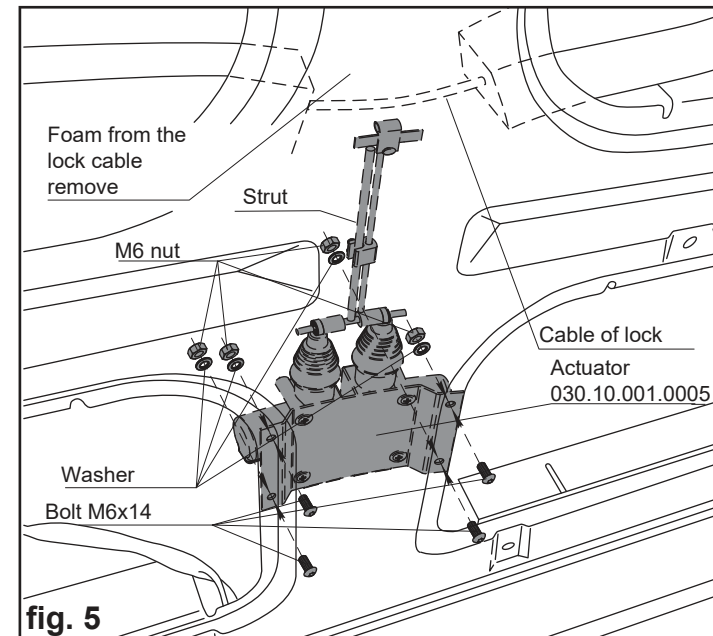 Foam from the
lock cable
remove
Strut
M6 nut
Cable of lock
Actuator
030.10.001.0005
Washer
Bolt M6x14
fig. 5